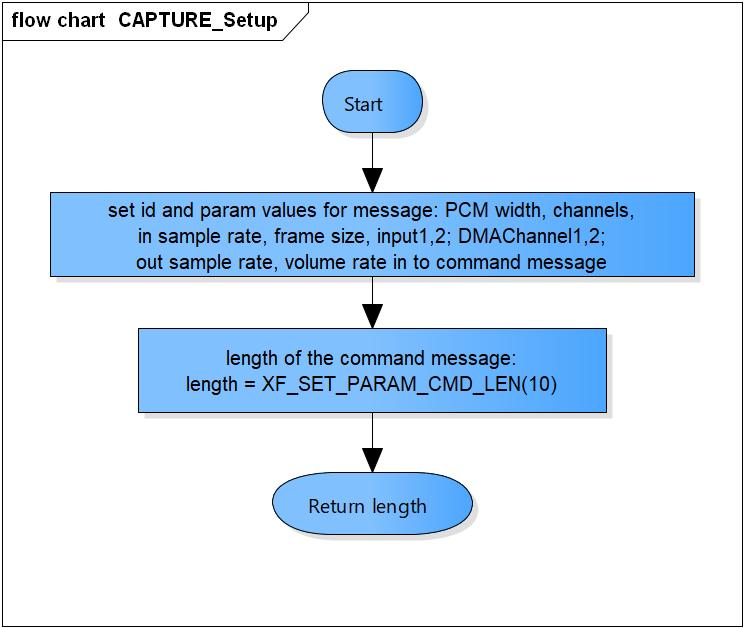 flow chart CAPTURE_Setup
Start
set id and param values for message: PCM width, channels,
in sample rate, frame size, input1,2; DMAChannel1,2;
out sample rate, volume rate in to command message
length of the command message:
length = XF_SET_PARAM_CMD_LEN(10)
Return length